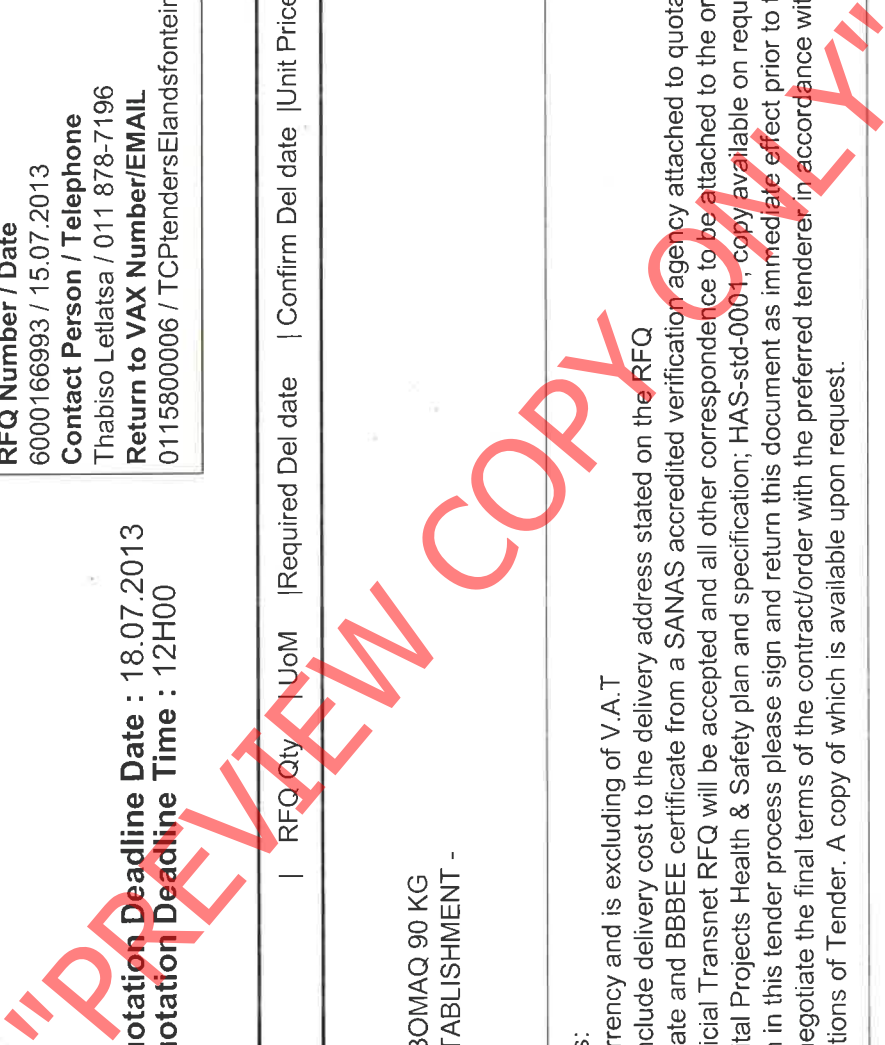 RFQ Number / Date
6000166993 / 15.07.2013
Contact Person / Telephone
Thabiso Letlatsa / 011 878-7196
Return to VAX Number/EMAIL
0115800006 / TCPtendersElandsfontein
uotation Deadline Date : 18.07.2013
uotation Deadline Time : 12H00
| RFQ Qty | UoM |Required Del date | Confirm Del date |Unit Price
BOMAQ 90 KG
TABLISHMENT -
s:
rrency and is excluding of V.A.T
nclude delivery cost to the delivery address stated on the RFQ
ate and BBBEE certificate from a SANAS accredited verification agency attached to quota
icial Transnet RFQ will be accepted and all other correspondence to be attached to the or
ital Projects Health & Safety plan and specification; HAS-std-0001, copy available on requ
n in this tender process please sign and return this document as immediate effect prior to t
egotiate the final terms of the contract/order with the preferred tenderer in accordance wit
tions of Tender. A copy of which is available upon request.
"PREVIEW COPY ONLY"